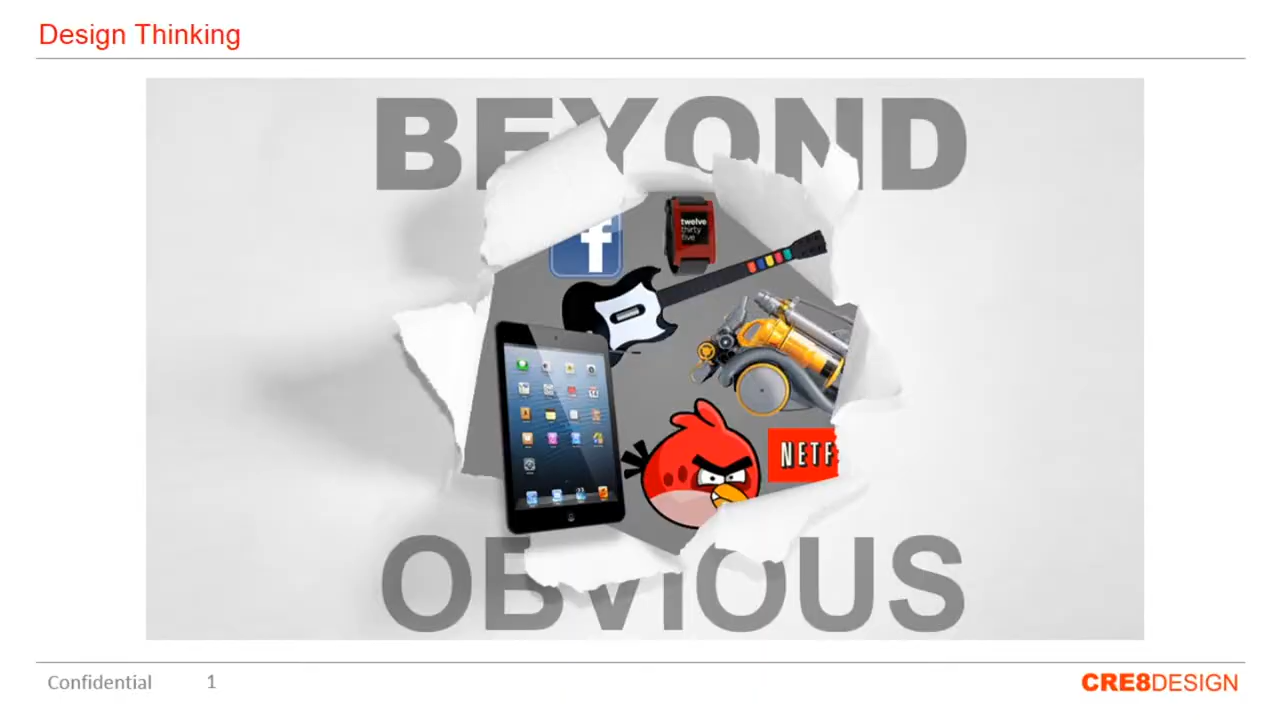 Design Thinking
BEYOND
twelve
thirty
five
NETF
OBVIOUS
Confidential 1
CRE8DESIGN